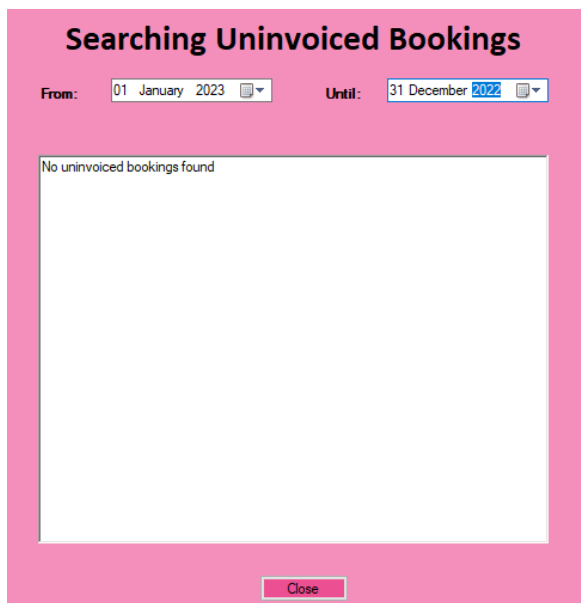 Searching Uninvoiced Bookings
From: 01 January 2023 Until: 31 December 2022
No uninvoiced bookings found
Close